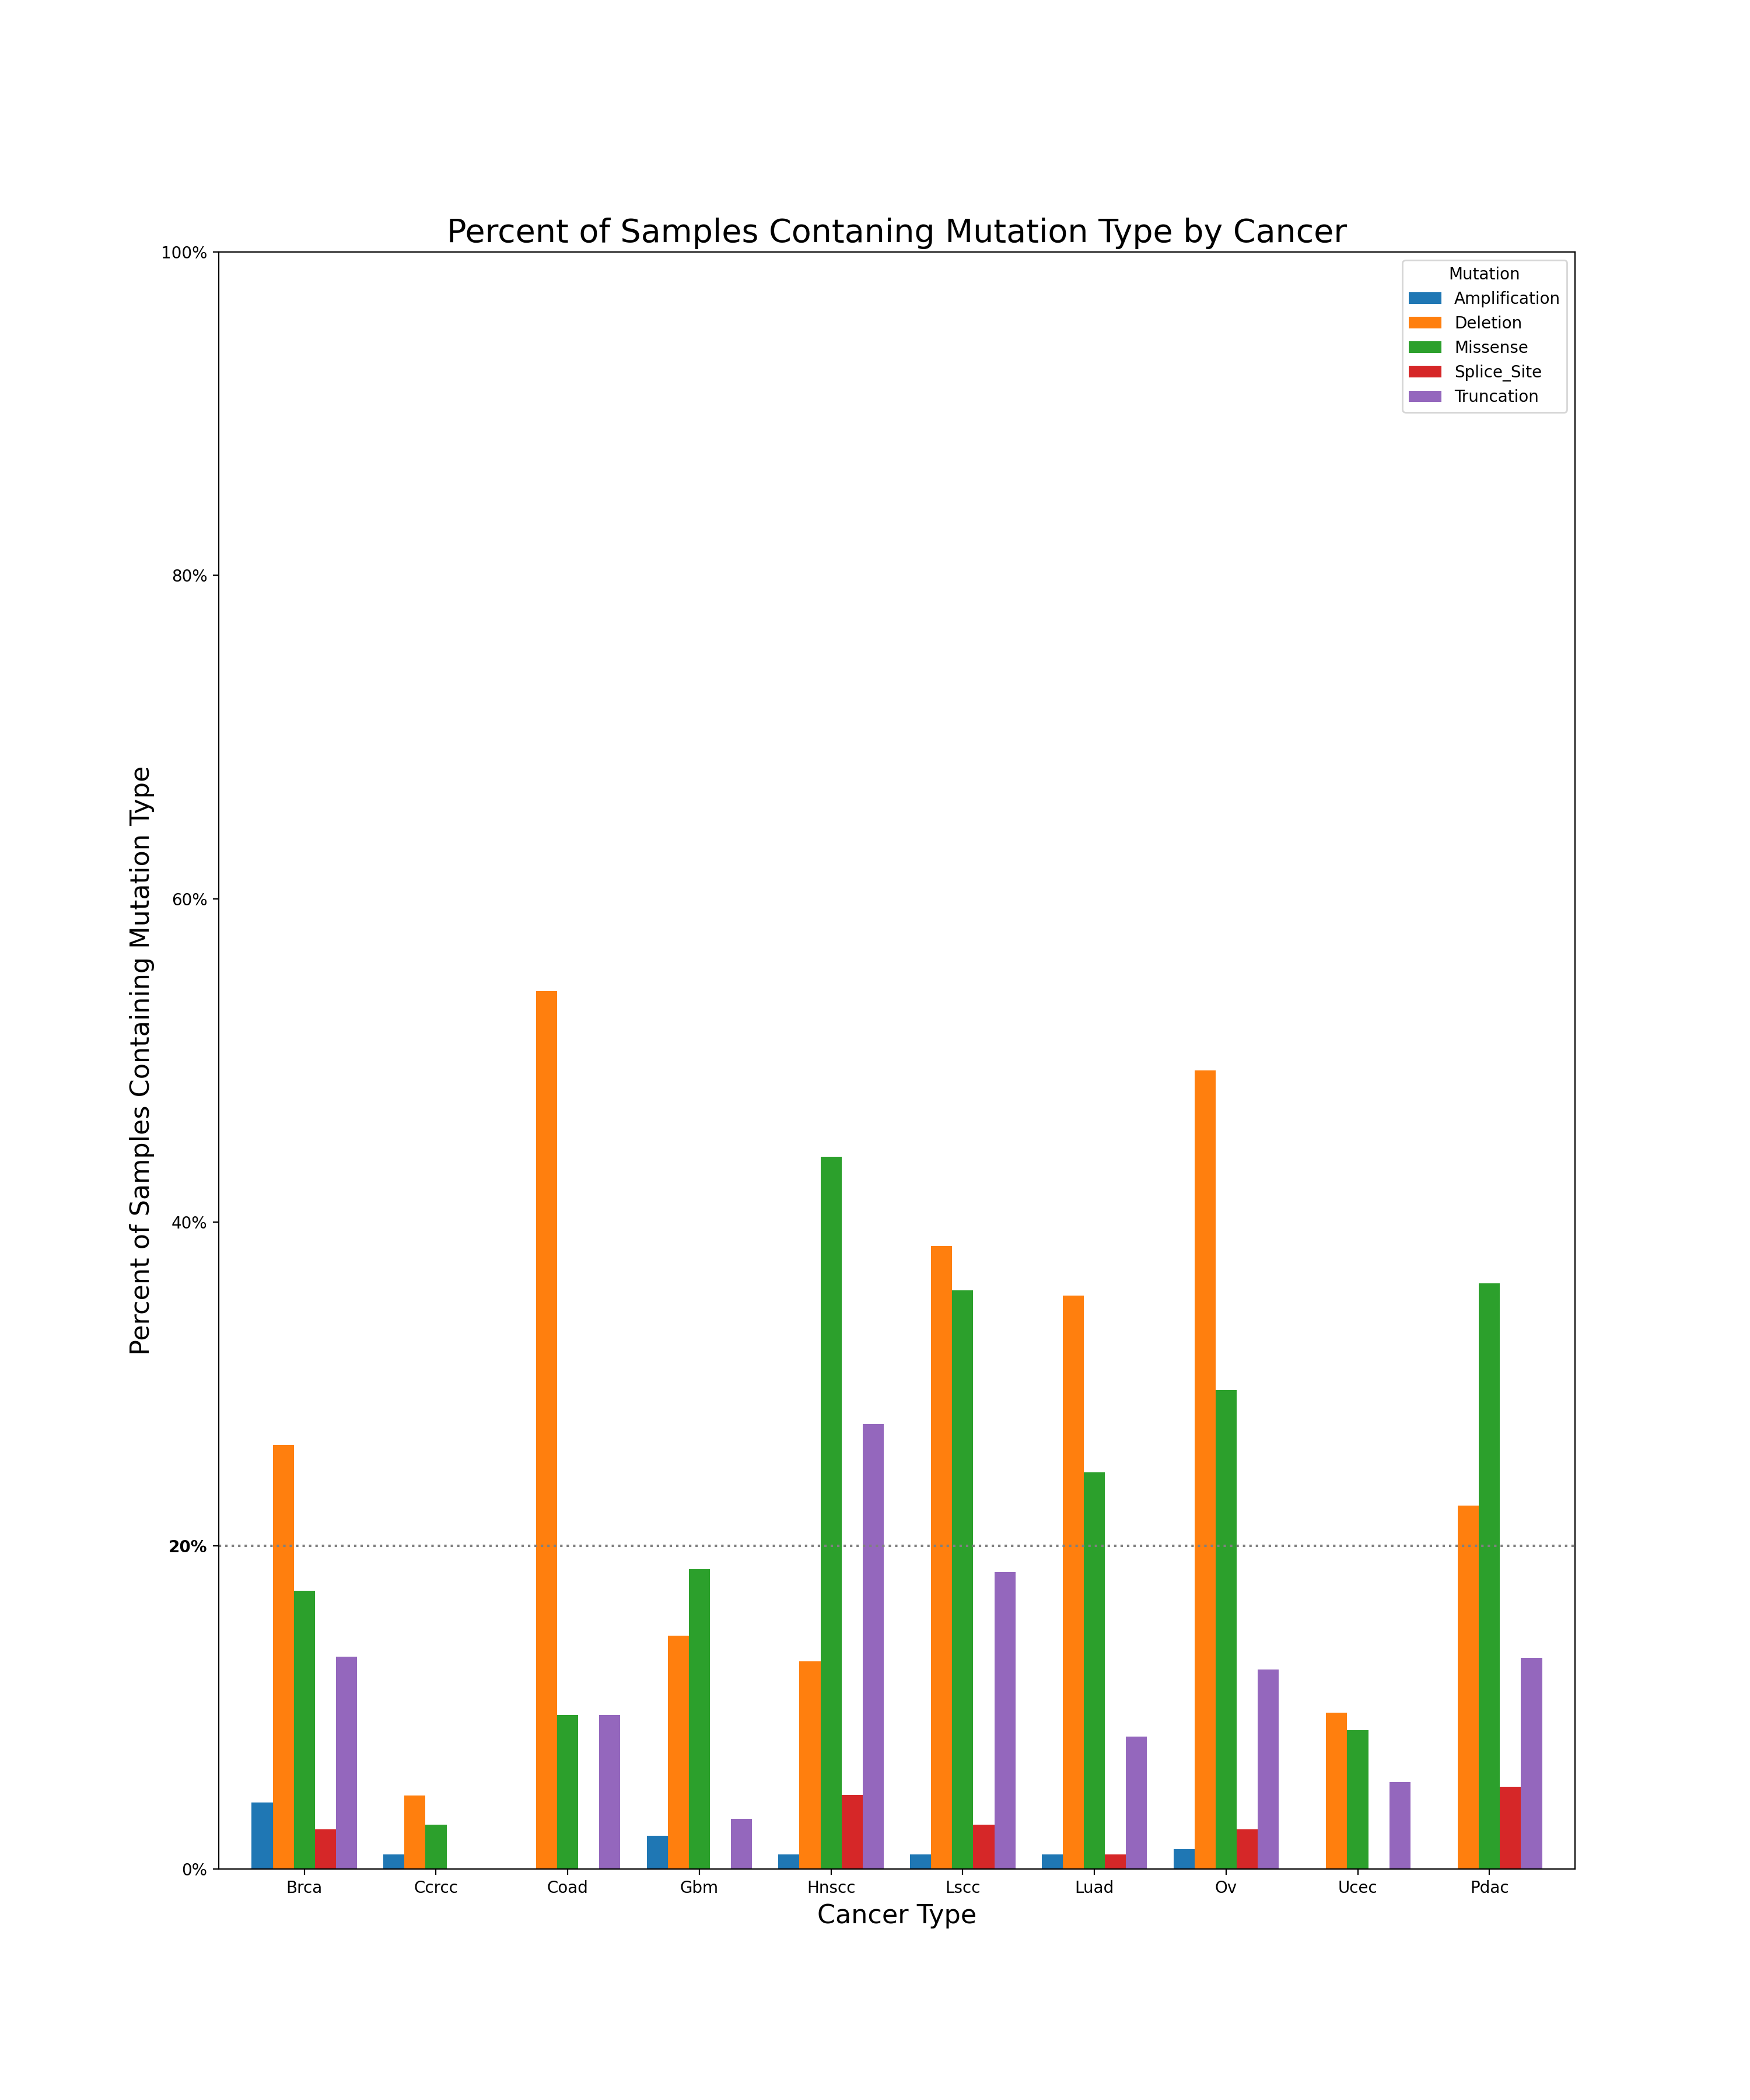 Percent of Samples Contaning Mutation Type by Cancer
100%
80%
60%
40%
20%
0%
Percent of Samples Containing Mutation Type
Mutation
Amplification
Deletion
Missense
Splice_Site
Truncation
Brca Ccrcc Coad Gbm Hnscc Lscc Luad Ov Ucec Pdac
Cancer Type